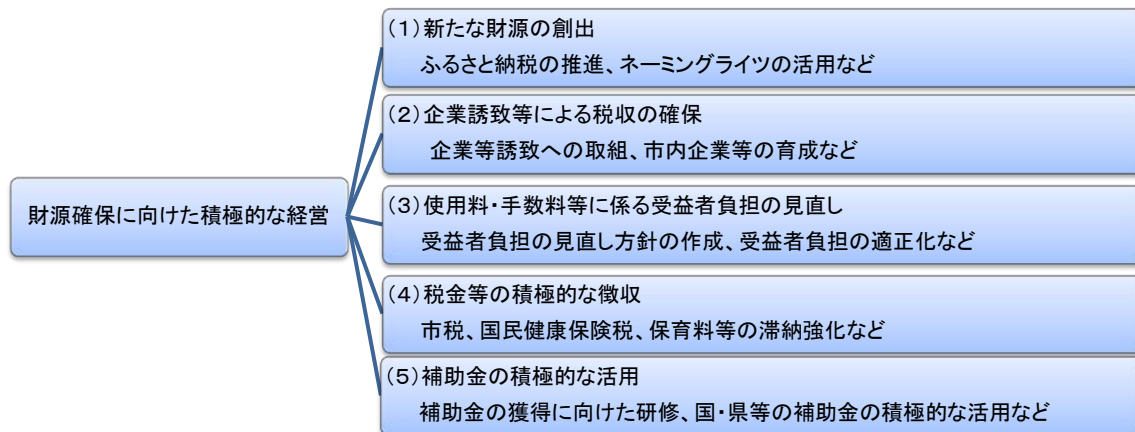 (1)新たな財源の創出
ふるさと納税の推進、ネーミングライツの活用など
(2)企業誘致等による税収の確保
企業等誘致への取組、市内企業等の育成など
財源確保に向けた積極的な経営
(3)使用料・手数料等に係る受益者負担の見直し
受益者負担の見直し方針の作成、受益者負担の適正化など
(4)税金等の積極的な徴収
市税、国民健康保険税、保育料等の滞納強化など
(5)補助金の積極的な活用
補助金の獲得に向けた研修、国・県等の補助金の積極的な活用など